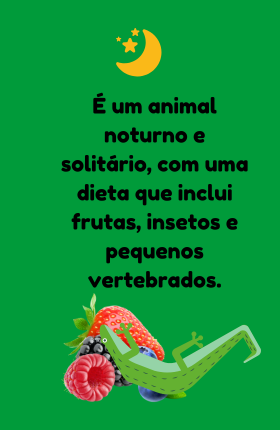 É um animal
noturno e
solitário, com uma
dieta que inclui
frutas, insetos e
pequenos
vertebrados.